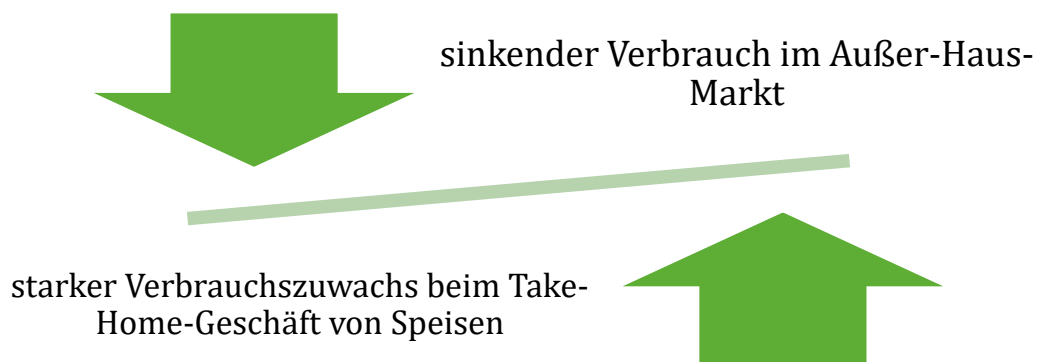 sinkender Verbrauch im Außer-Haus-
Markt
starker Verbrauchszuwachs beim Take-
Home-Geschäft von Speisen